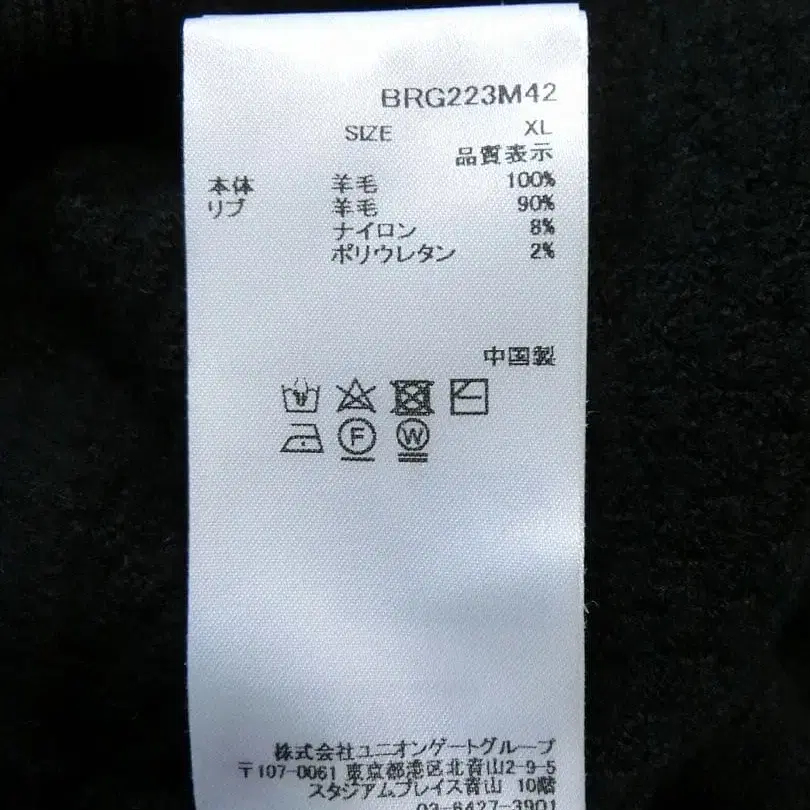 BRG223M42
SIZE XL
品質表示
本体 羊毛 100%
リブ 羊毛 90%
ナイロン 8%
ポリウレタン 2%
中国製
F W
株式会社ユニオンゲートグループ
〒107-0061 東京都港区北青山2-9-5
スタジアムプレイス青山 10階
03-6427-3901